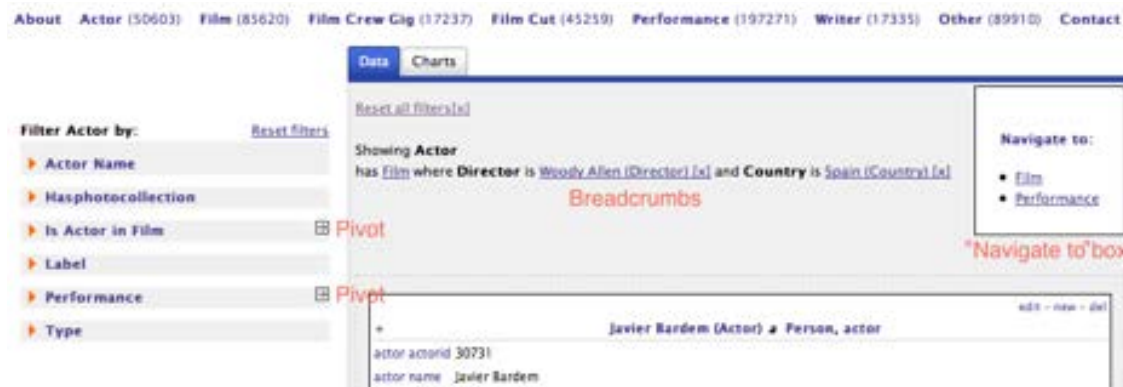 About Actor (50603) Film (85620) Film Crew Gig (17237) Film Cut (45259) Performance (197271) Writer (17335) Other (89910) Contact
Data Charts
Reset all filters[x]
Filter Actor by: Reset filters
Showing Actor
has Film where Director is Woody Allen (Director) [x] and Country is Spain (Country) [x]
Breadcrumbs
Navigate to:
Film
Performance
"Navigate to" box
Actor Name
Hasphotocollection
Is Actor in Film Pivot
Label
Performance Pivot
Type
edit - new - del
+ Javier Bardem (Actor) a Person, actor
actor actorid 30731
actor name Javier Bardem